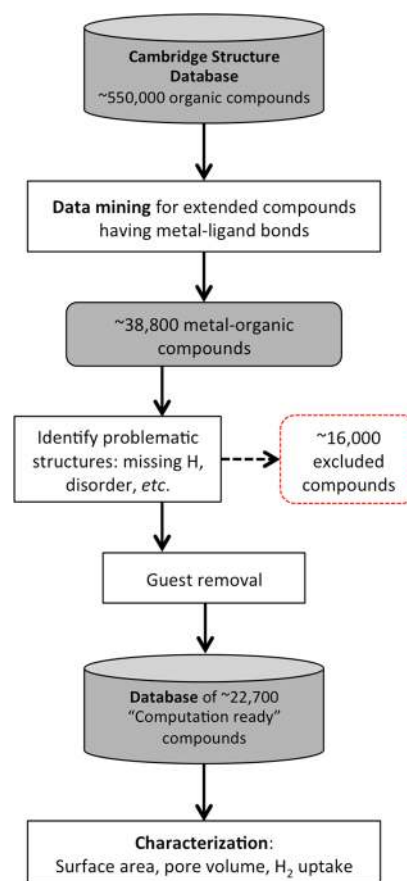 Cambridge Structure
Database
~550,000 organic compounds
Data mining for extended compounds
having metal-ligand bonds
~38,800 metal-organic
compounds
Identify problematic
structures: missing H,
disorder, etc.
~16,000
excluded
compounds
Guest removal
Database of ~22,700
“Computation ready”
compounds
Characterization:
Surface area, pore volume, H₂ uptake